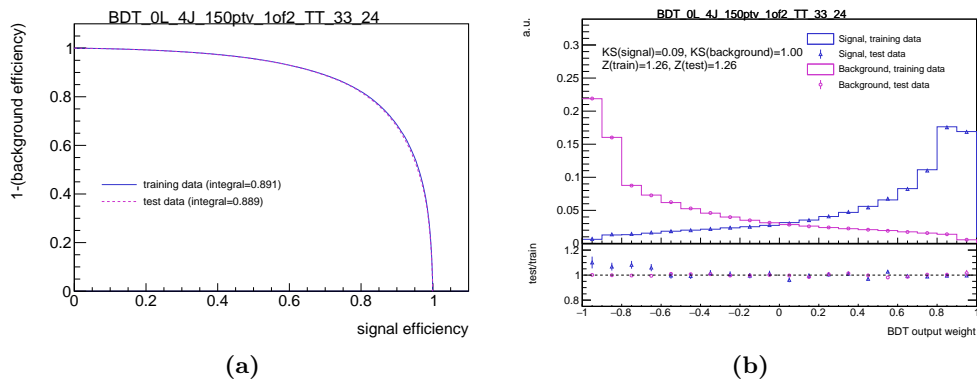 BDT_0L_4J_150ptv_1of2_TT_33_24
1-(background efficiency)
1
0.8
0.6
0.4
0.2
0
training data (integral=0.891)
test data (integral=0.889)
0 0.2 0.4 0.6 0.8 1
signal efficiency
(a)
BDT_0L_4J_150ptv_1of2_TT_33_24
a.u.
0.3
0.25
0.2
0.15
0.1
0.05
0
KS(signal)=0.09, KS(background)=1.00
Z(train)=1.26, Z(test)=1.26
Signal, training data
Signal, test data
Background, training data
Background, test data
test/train
1.2
1
0.8
−1 −0.8 −0.6 −0.4 −0.2 0 0.2 0.4 0.6 0.8 1
BDT output weight
(b)